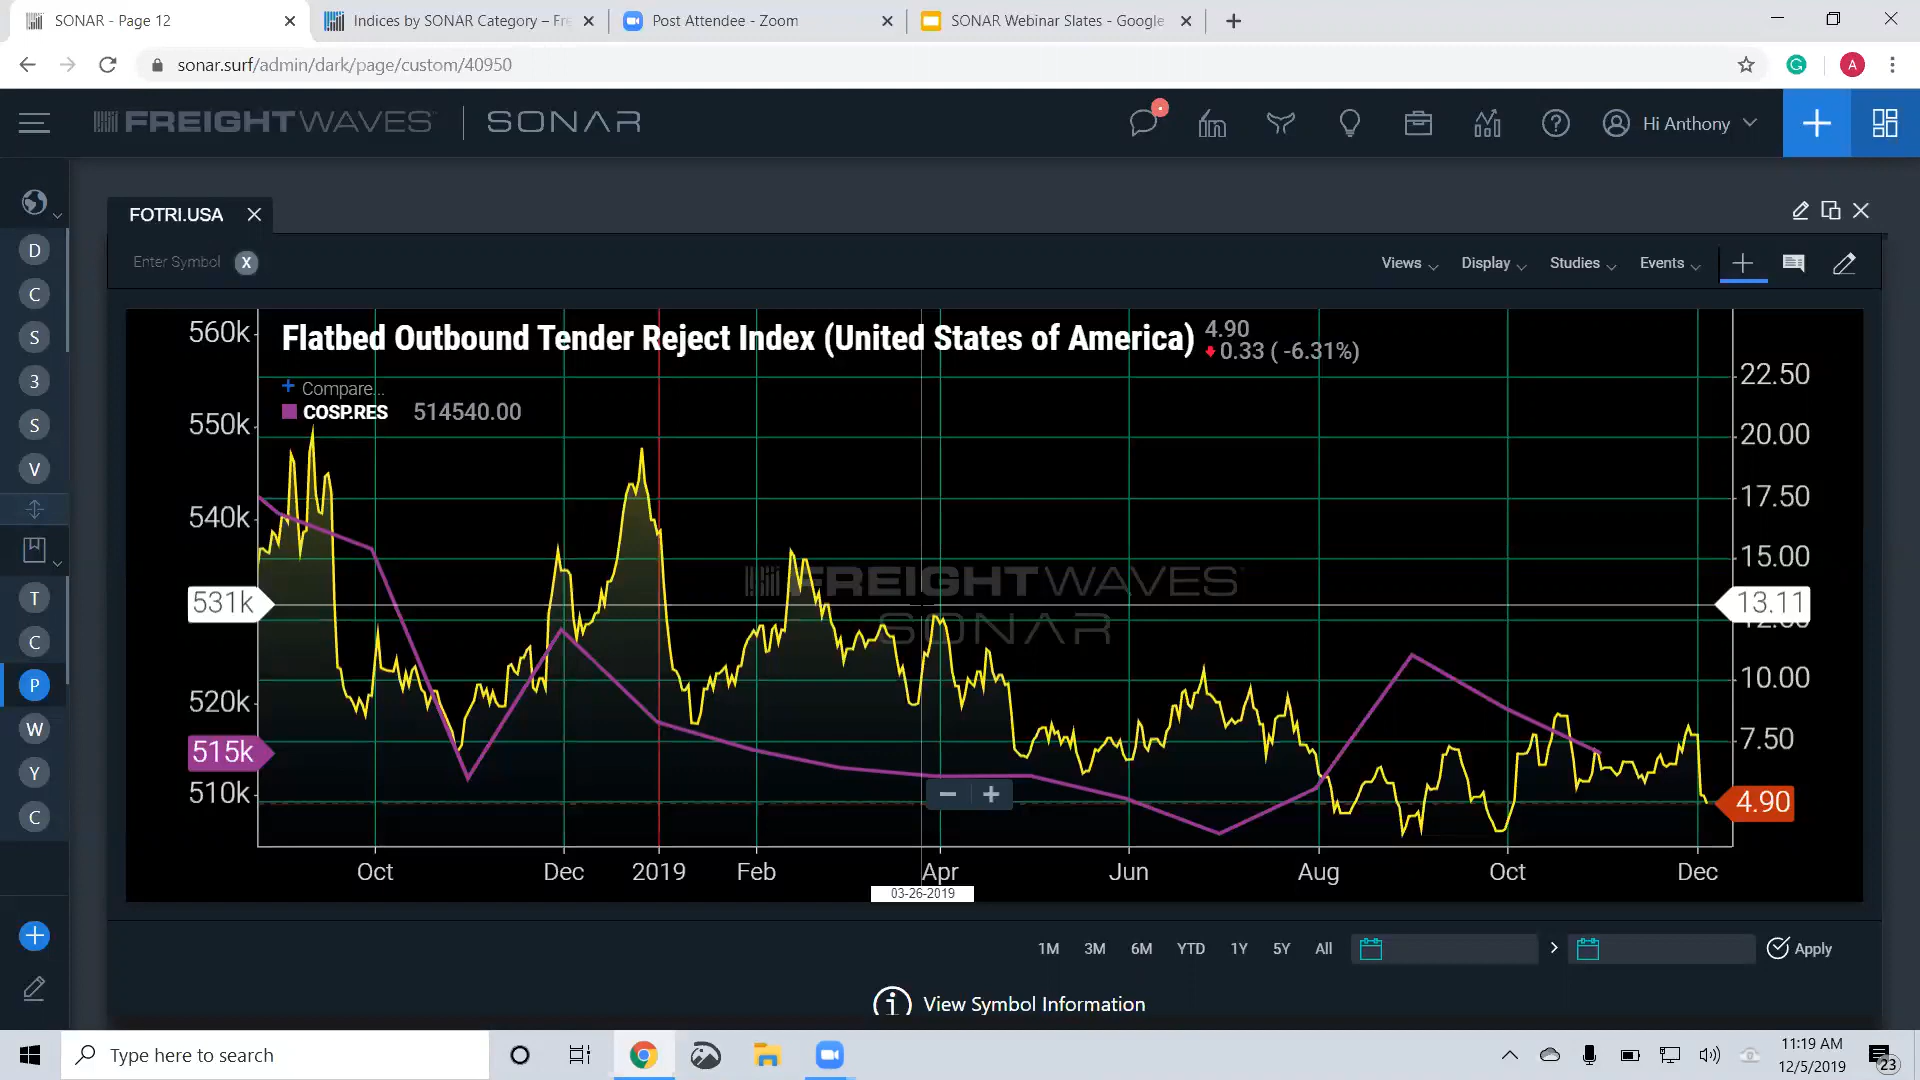 SONAR - Page 12
Indices by SONAR Category – Fre
Post Attendee - Zoom
SONAR Webinar Slates - Google
sonar.surf/admin/dark/page/custom/40950
A
FREIGHTWAVES SONAR
Hi Anthony
FOTRI.USA
Enter Symbol X
Views
Display
Studies
Events
D
C
S
3
S
V
T
C
P
W
Y
C
Flatbed Outbound Tender Reject Index (United States of America)
4.90
0.33 ( -6.31%)
+ Compare...
COSP.RES 514540.00
560k
550k
540k
531k
520k
515k
510k
22.50
20.00
17.50
15.00
13.11
10.00
7.50
4.90
FREIGHTWAVES
SONAR
Oct
Dec
2019
Feb
Apr
Jun
Aug
Oct
Dec
03-26-2019
1M 3M 6M YTD 1Y 5Y All
Apply
View Symbol Information
Type here to search
11:19 AM
12/5/2019
23